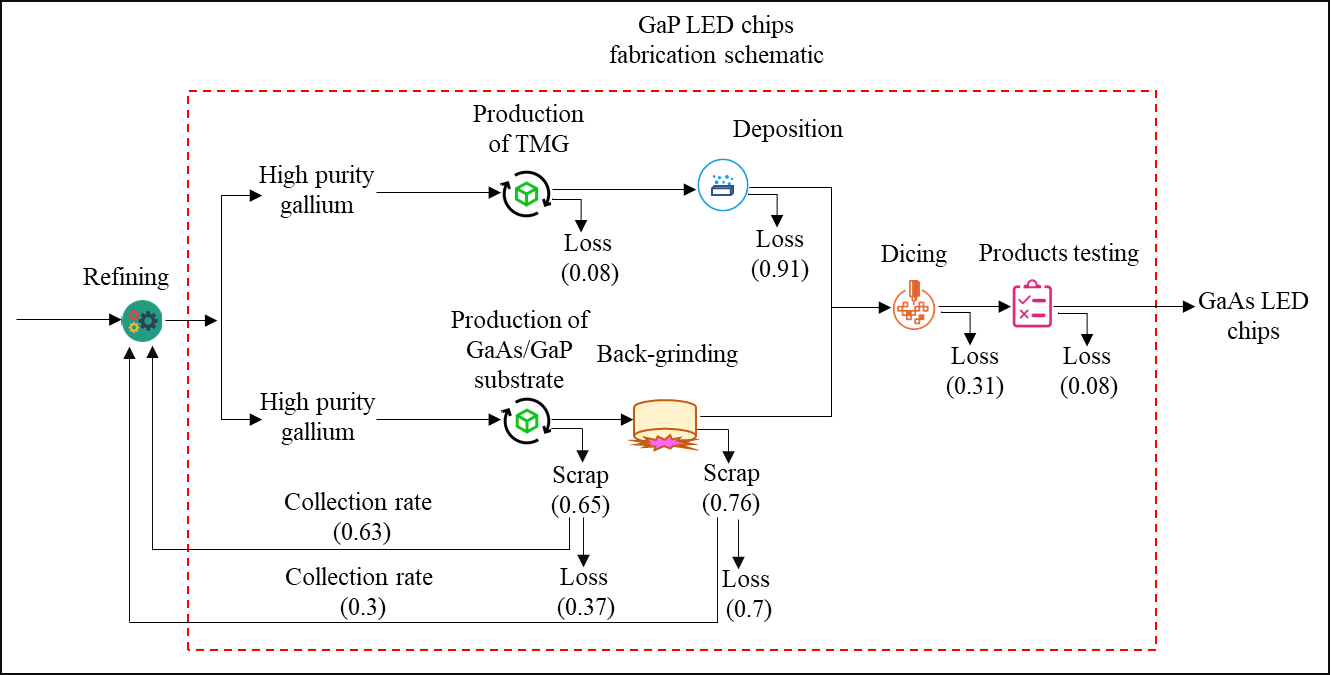 GaP LED chips
fabrication schematic
Production
of TMG
Deposition
High purity
gallium
Loss
(0.08)
Loss
(0.91)
Refining
Dicing
Products testing
GaAs LED
chips
Loss
(0.31)
Loss
(0.08)
Production of
GaAs/GaP
substrate
Back-grinding
High purity
gallium
Scrap
(0.65)
Scrap
(0.76)
Collection rate
(0.63)
Collection rate
(0.3)
Loss
(0.37)
Loss
(0.7)